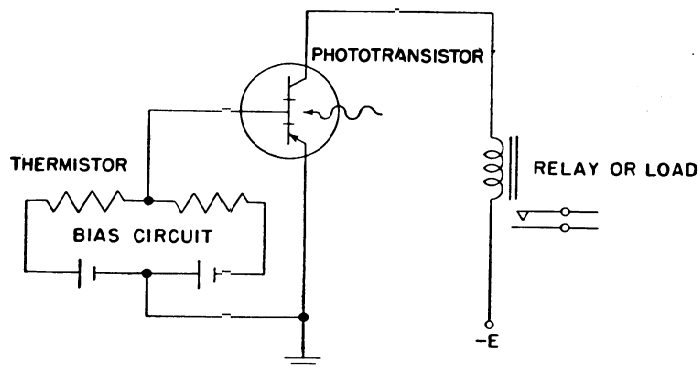 PHOTOTRANSISTOR
THERMISTOR
RELAY OR LOAD
BIAS CIRCUIT
-E